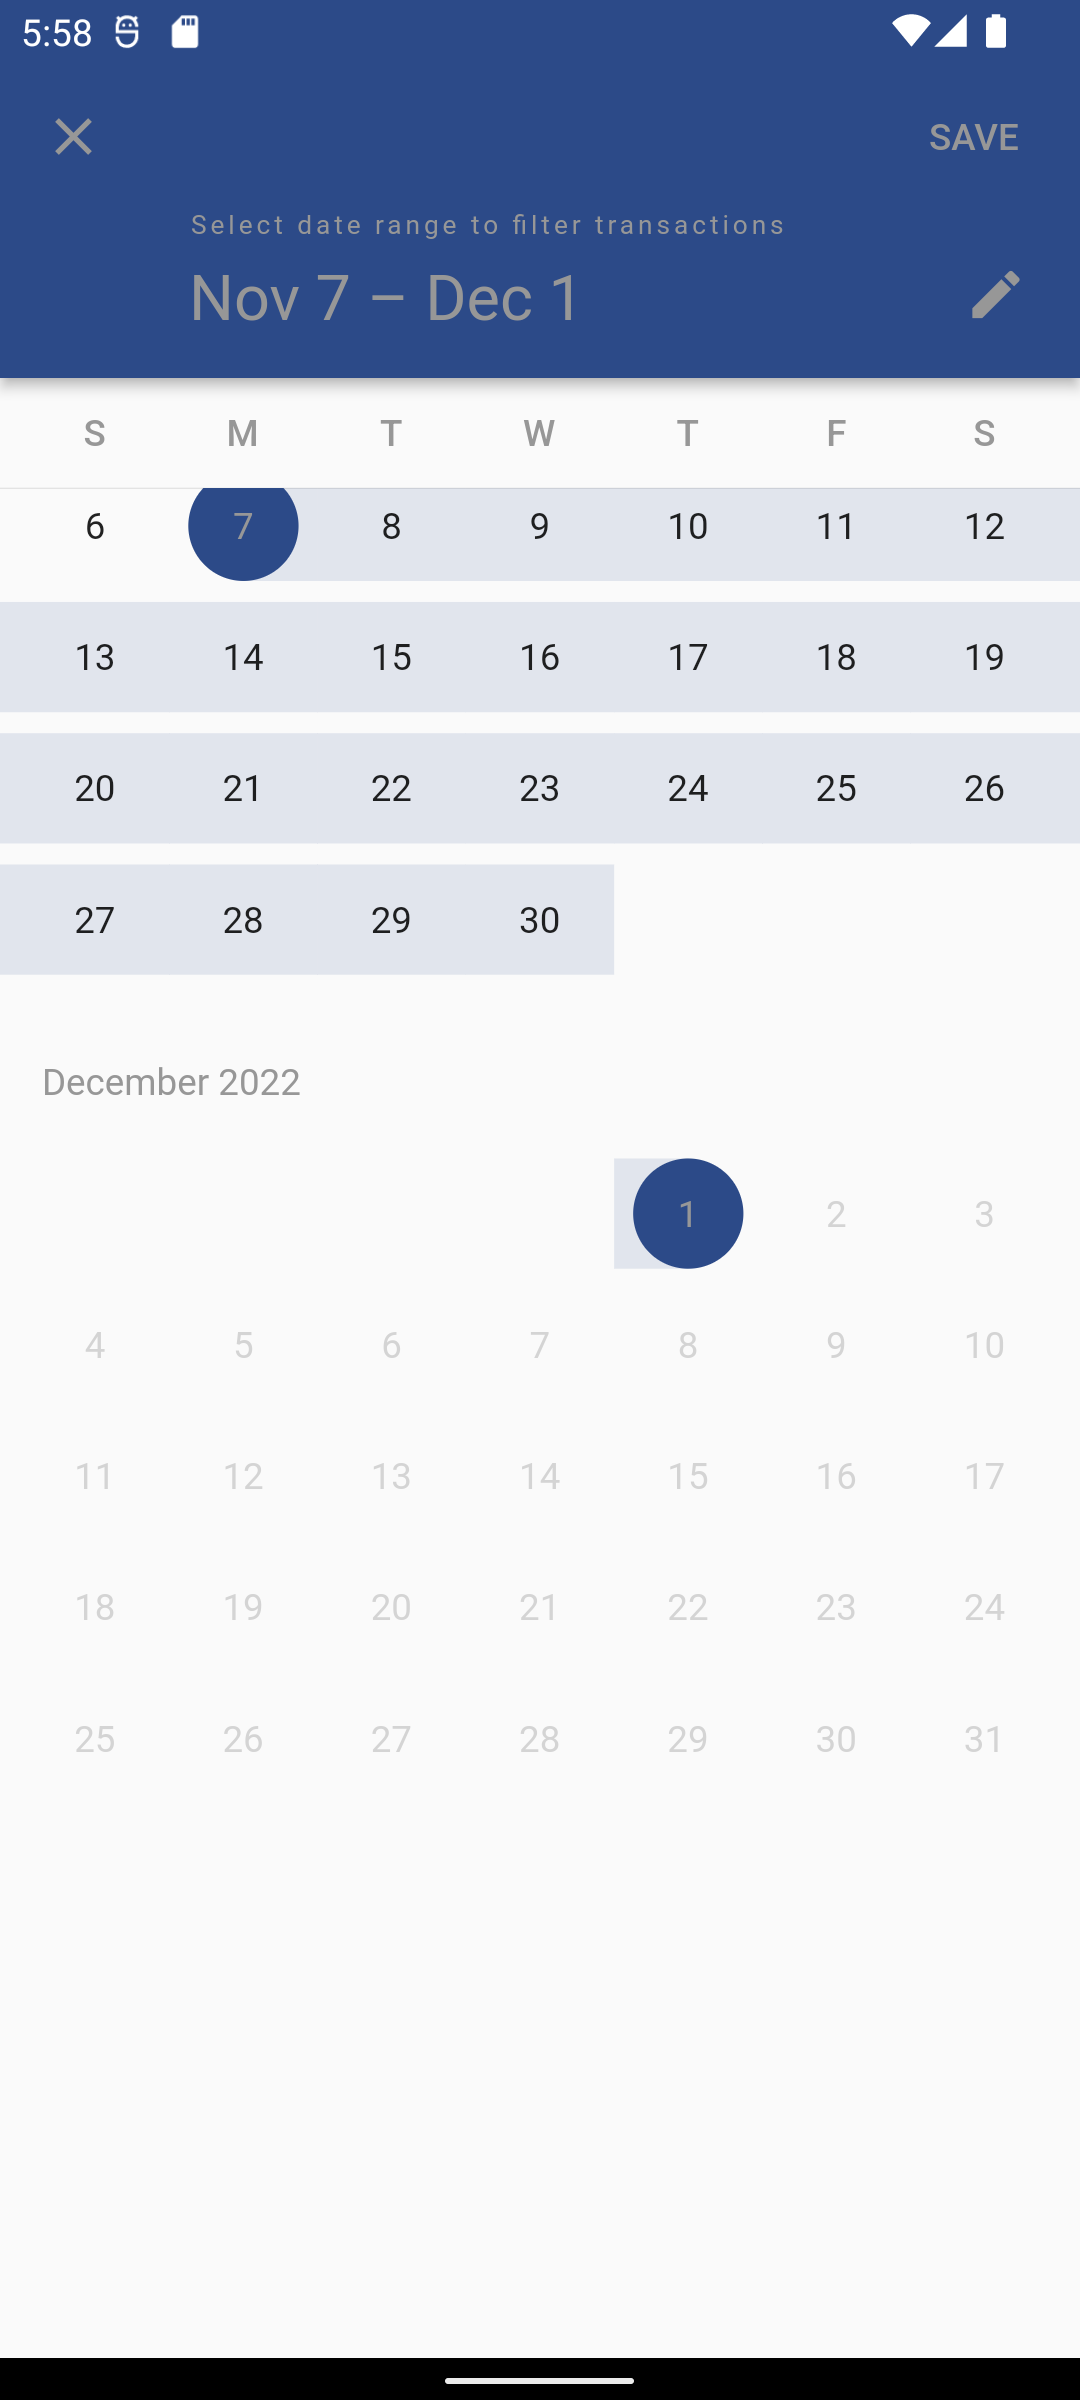 5:58
SAVE
Select date range to filter transactions
Nov 7 – Dec 1
S M T W T F S
6 7 8 9 10 11 12
13 14 15 16 17 18 19
20 21 22 23 24 25 26
27 28 29 30
December 2022
1 2 3
4 5 6 7 8 9 10
11 12 13 14 15 16 17
18 19 20 21 22 23 24
25 26 27 28 29 30 31